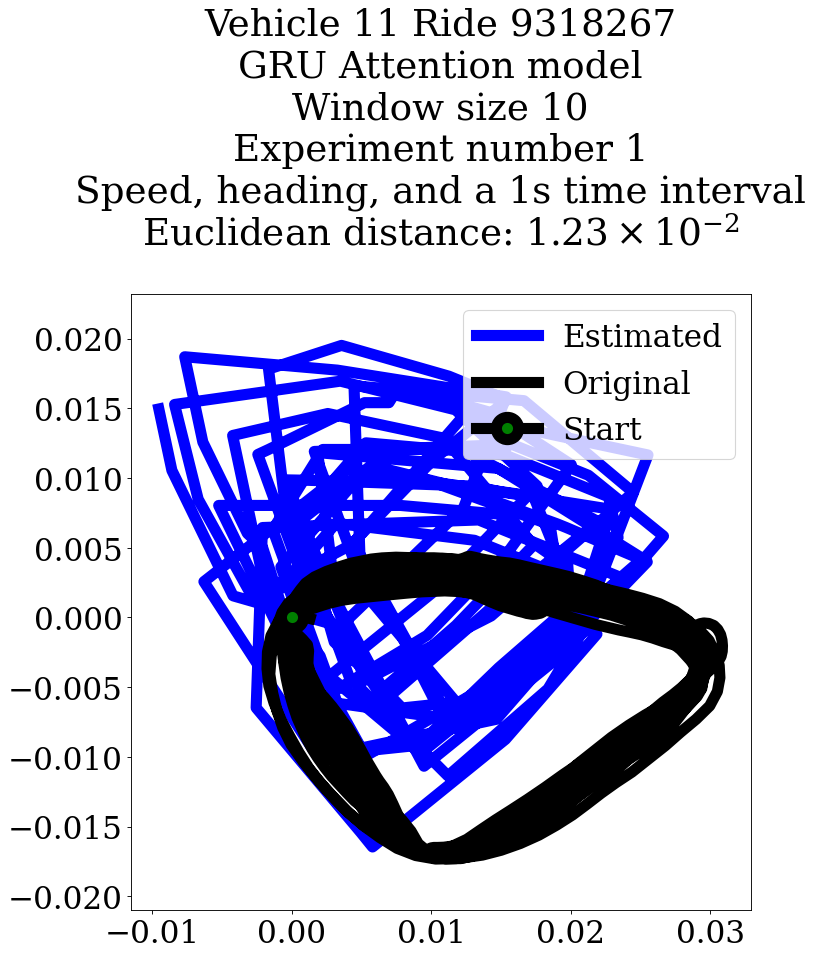 Vehicle 11 Ride 9318267
GRU Attention model
Window size 10
Experiment number 1
Speed, heading, and a 1s time interval
Euclidean distance: 1.23 × 10⁻²
Estimated
Original
Start
0.020
0.015
0.010
0.005
0.000
−0.005
−0.010
−0.015
−0.020
−0.01 0.00 0.01 0.02 0.03